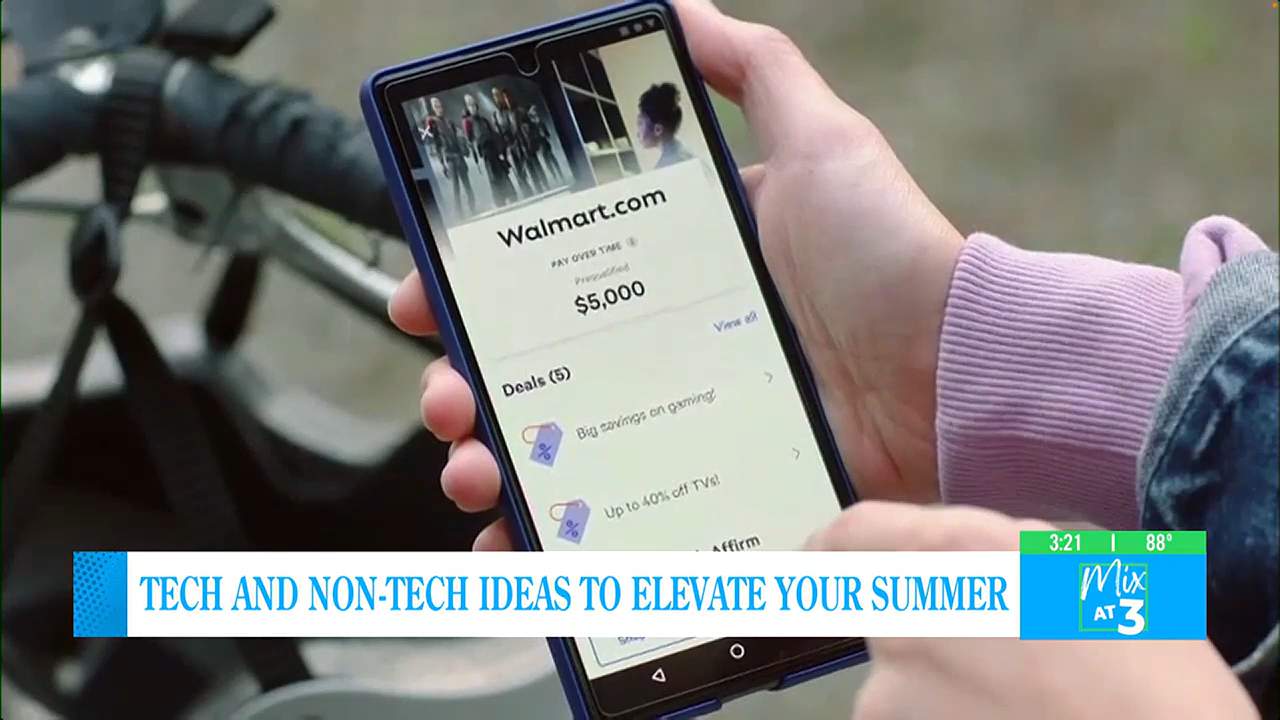 Walmart.com
PAY OVER TIME
Prequalified
$5,000
View all
Deals (5)
Big savings on gaming!
Up to 40% off TVs!
Affirm
3:21 | 88°
TECH AND NON-TECH IDEAS TO ELEVATE YOUR SUMMER
Mix
AT 3